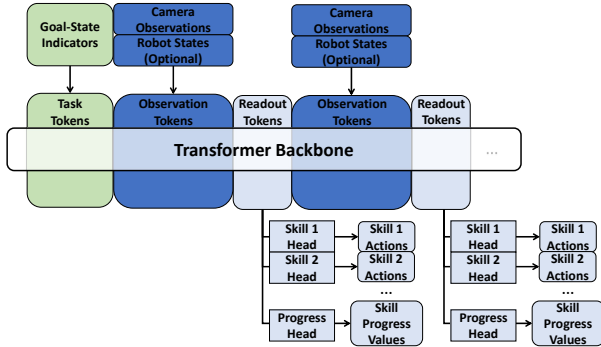 Goal-State
Indicators
Camera
Observations
Robot States
(Optional)
Camera
Observations
Robot States
(Optional)
Task
Tokens
Observation
Tokens
Readout
Tokens
Observation
Tokens
Readout
Tokens
Transformer Backbone
...
Skill 1
Head
Skill 1
Actions
Skill 2
Head
Skill 2
Actions
...
Progress
Head
Skill
Progress
Values
Skill 1
Head
Skill 1
Actions
Skill 2
Head
Skill 2
Actions
...
Progress
Head
Skill
Progress
Values